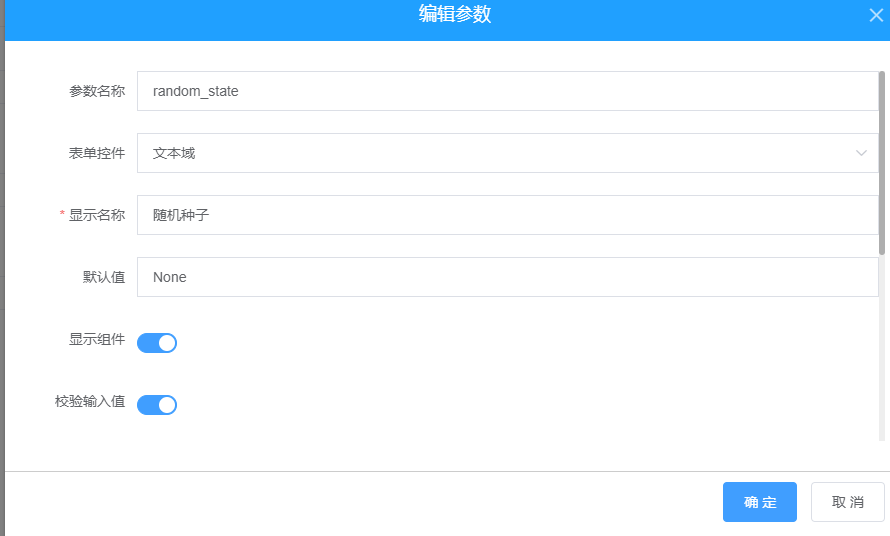 编辑参数
参数名称 random_state
表单控件 文本域
* 显示名称 随机种子
默认值 None
显示组件
校验输入值
确定 取消